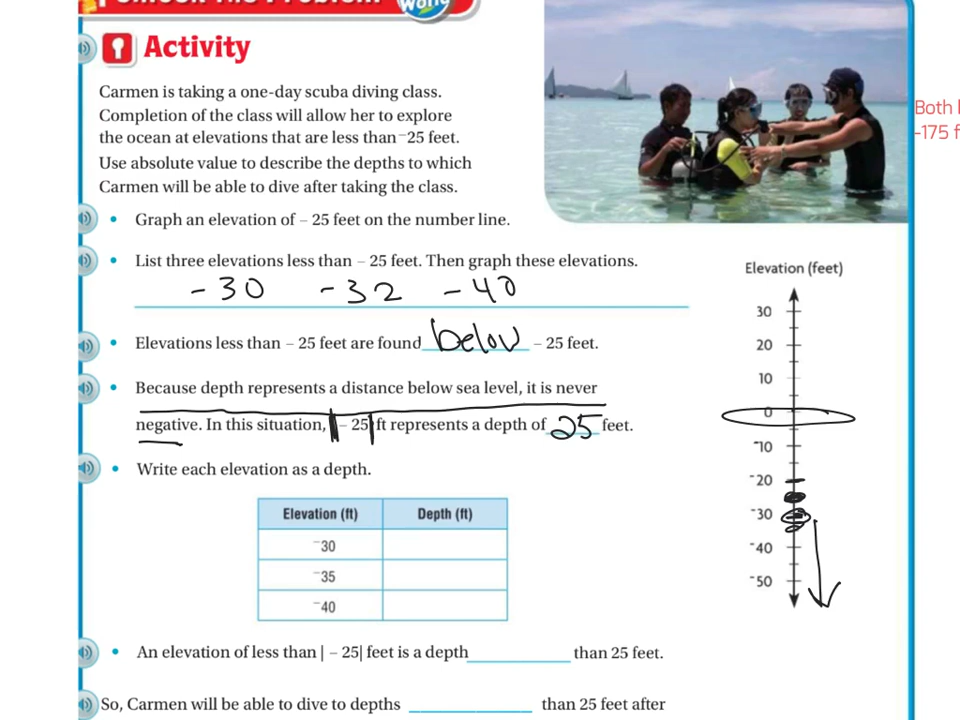 Activity
Carmen is taking a one-day scuba diving class.
Completion of the class will allow her to explore
the ocean at elevations that are less than ⁻25 feet.
Use absolute value to describe the depths to which
Carmen will be able to dive after taking the class.
Both
-175 f
• Graph an elevation of – 25 feet on the number line.
• List three elevations less than – 25 feet. Then graph these elevations.
-30 -32 -40
• Elevations less than – 25 feet are found below – 25 feet.
• Because depth represents a distance below sea level, it is never
negative. In this situation, |– 25| ft represents a depth of 25 feet.
• Write each elevation as a depth.
Elevation (ft) Depth (ft)
⁻30
⁻35
⁻40
• An elevation of less than | – 25| feet is a depth __________ than 25 feet.
So, Carmen will be able to dive to depths __________ than 25 feet after
Elevation (feet)
30
20
10
0
⁻10
⁻20
⁻30
⁻40
⁻50